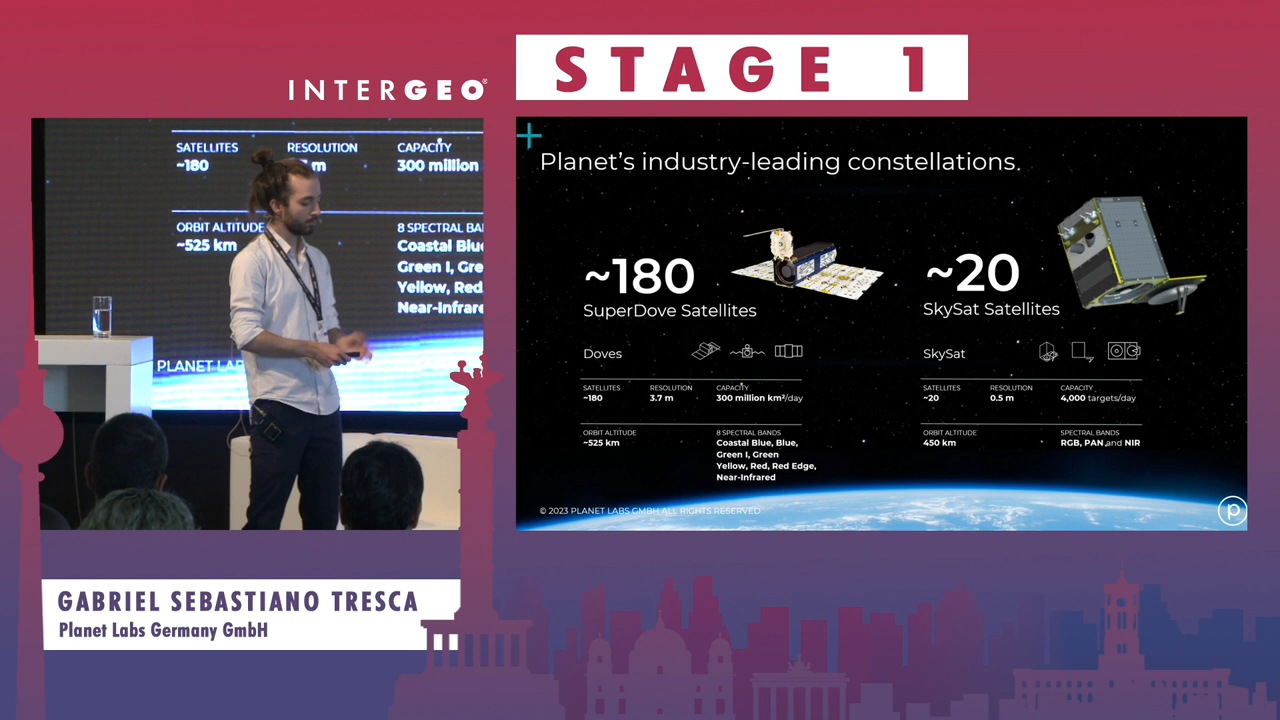 INTERGEO®
STAGE 1
SATELLITES
~180
RESOLUTION
m
CAPACITY
300 million
ORBIT ALTITUDE
~525 km
8 SPECTRAL
Coastal Blue
Green I,
Yellow, Red
PLANET
Planet's industry-leading constellations
~180
SuperDove Satellites
Doves
SATELLITES
~180
RESOLUTION
3.7 m
CAPACITY
300 million km²/day
ORBIT ALTITUDE
~525 km
8 SPECTRAL BANDS
Coastal Blue, Blue,
Green I, Green
Yellow, Red, Red Edge,
Near-Infrared
~20
SkySat Satellites
SkySat
SATELLITES
~20
RESOLUTION
0.5 m
CAPACITY
4,000 targets/day
ORBIT ALTITUDE
450 km
SPECTRAL BANDS
RGB, PAN and NIR
© 2023 PLANET LABS GMBH ALL RIGHTS RESERVED
p
GABRIEL SEBASTIANO TRESCA
Planet Labs Germany GmbH